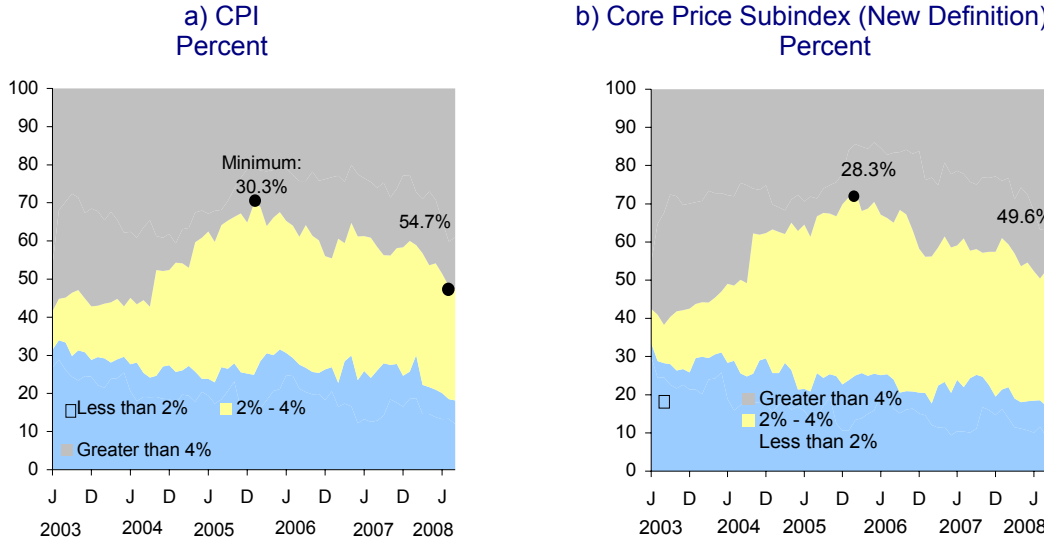 a) CPI
Percent
100
90
80
70
60
50
40
30
20
10
0
Minimum:
30.3%
54.7%
Less than 2%
2% - 4%
Greater than 4%
J D J D J D J D J D J
2003 2004 2005 2006 2007 2008
b) Core Price Subindex (New Definition)
Percent
100
90
80
70
60
50
40
30
20
10
0
28.3%
49.6%
Greater than 4%
2% - 4%
Less than 2%
J D J D J D J D J D J
2003 2004 2005 2006 2007 2008